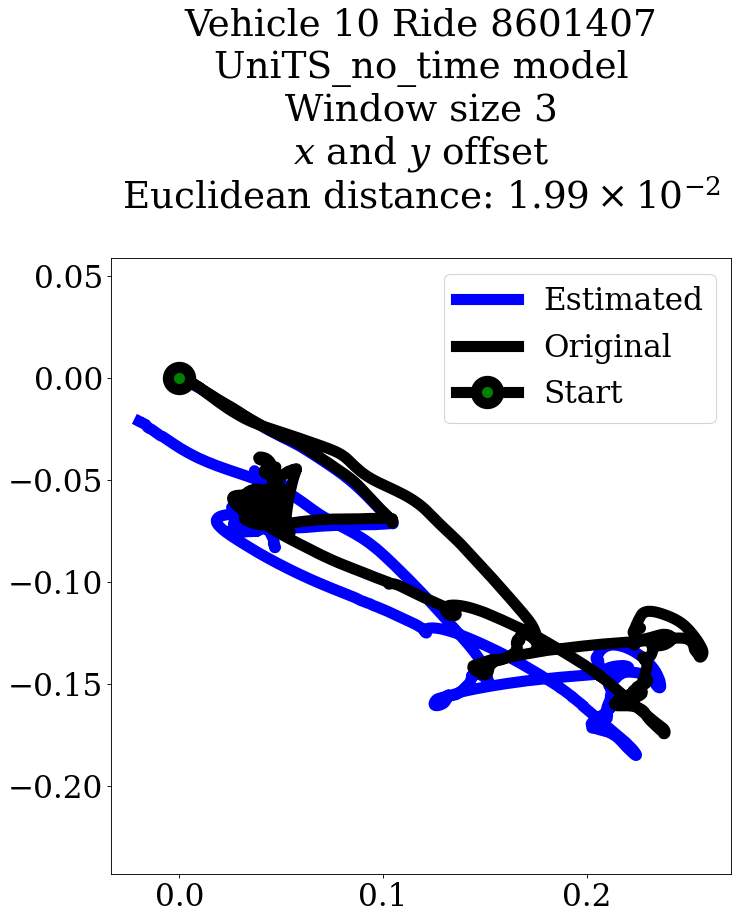 Vehicle 10 Ride 8601407
UniTS_no_time model
Window size 3
x and y offset
Euclidean distance: 1.99 × 10⁻²
Estimated
Original
Start
0.05
0.00
−0.05
−0.10
−0.15
−0.20
0.0 0.1 0.2